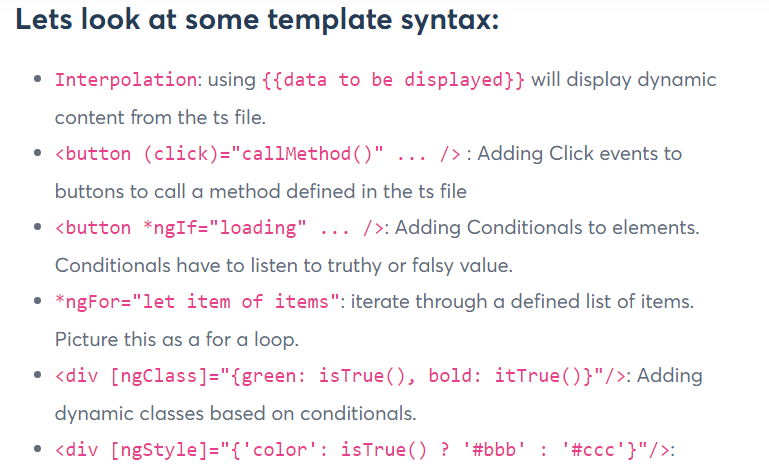 Lets look at some template syntax:
Interpolation: using {{data to be displayed}} will display dynamic
content from the ts file.
<button (click)="callMethod()" ... /> : Adding Click events to
buttons to call a method defined in the ts file
<button *ngIf="loading" ... />: Adding Conditionals to elements.
Conditionals have to listen to truthy or falsy value.
*ngFor="let item of items": iterate through a defined list of items.
Picture this as a for a loop.
<div [ngClass]="{green: isTrue(), bold: itTrue()}"/>: Adding
dynamic classes based on conditionals.
<div [ngStyle]="{'color': isTrue() ? '#bbb' : '#ccc'}"/>: